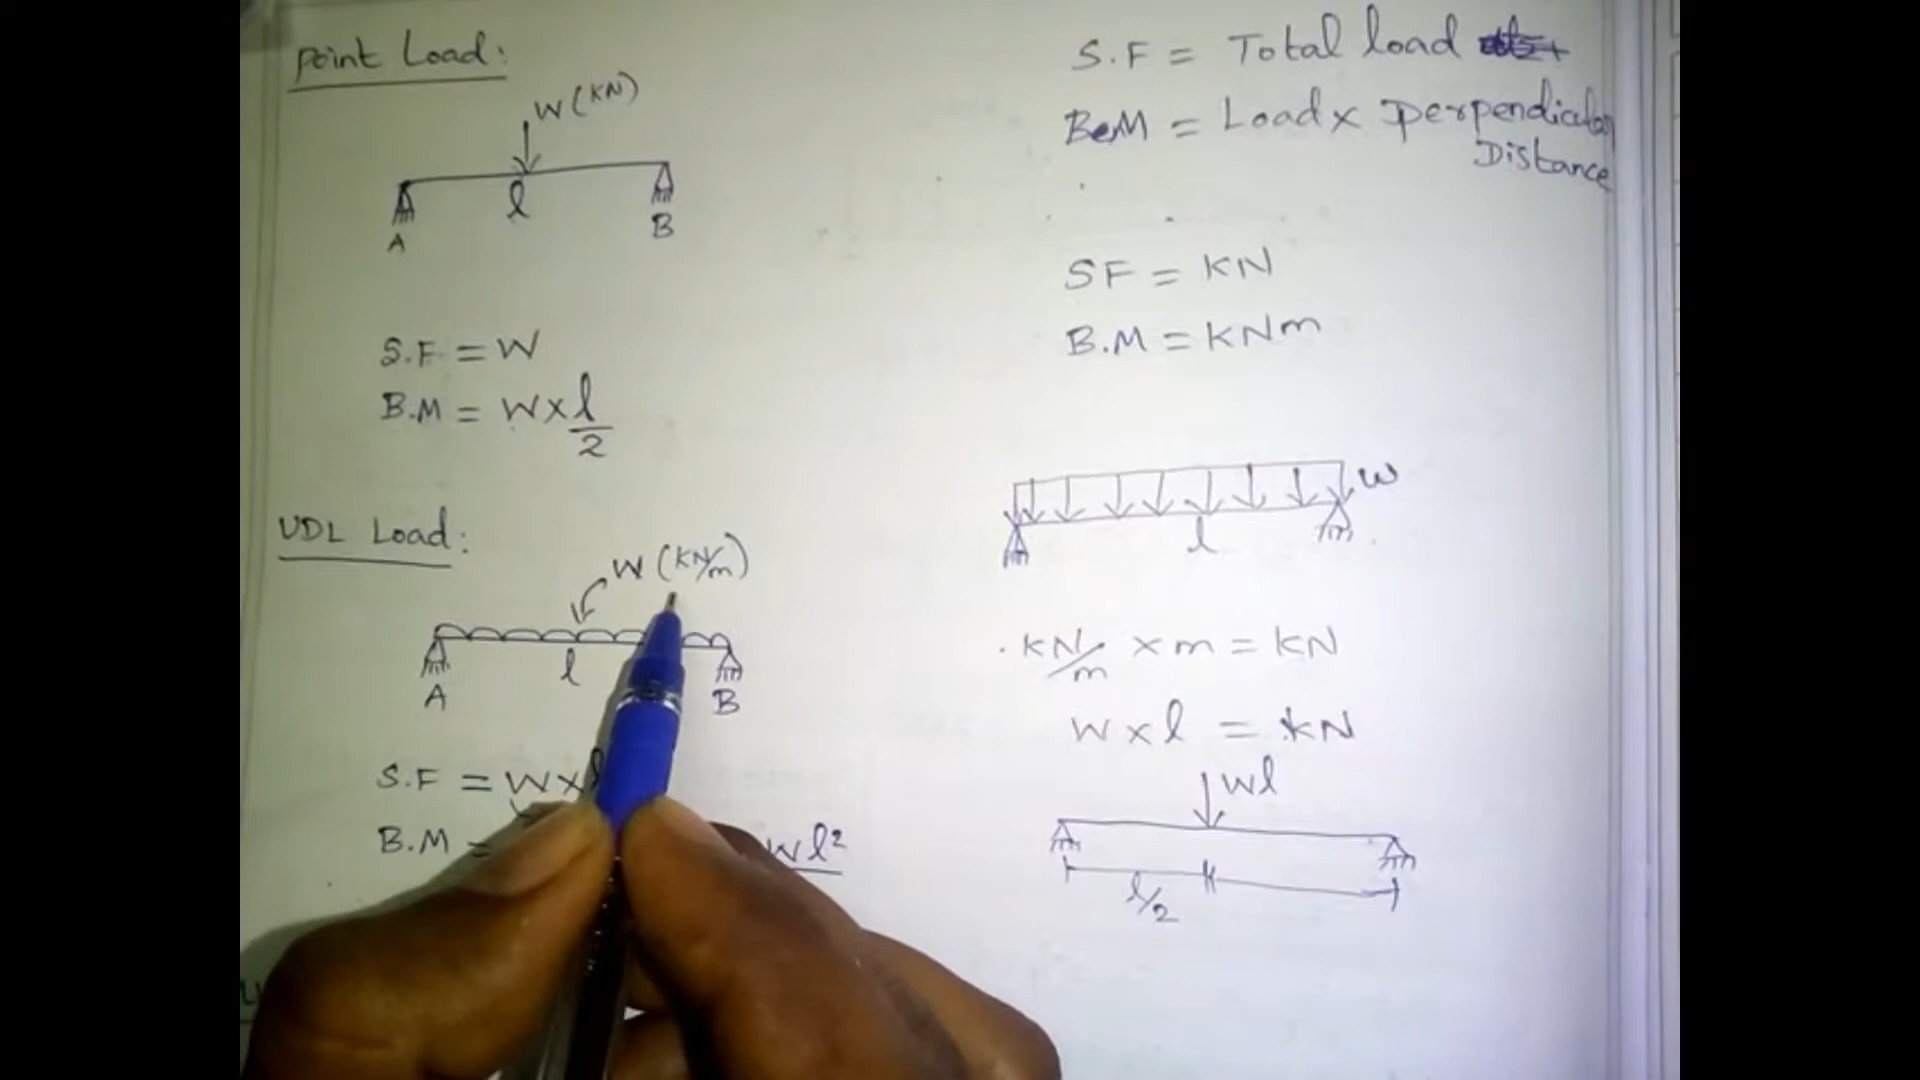 Point Load:
W (KN)
l
A
B
S.F = W
B.M = W x l/2
UDL Load:
W (KN/m)
l
A
B
S.F = W x l
B.M =
wl²
S.F = Total load
B.M = Load x Perpendicular
Distance
SF = KN
B.M = KNm
w
l
KN/m x m = KN
W x l = KN
Wl
l/2